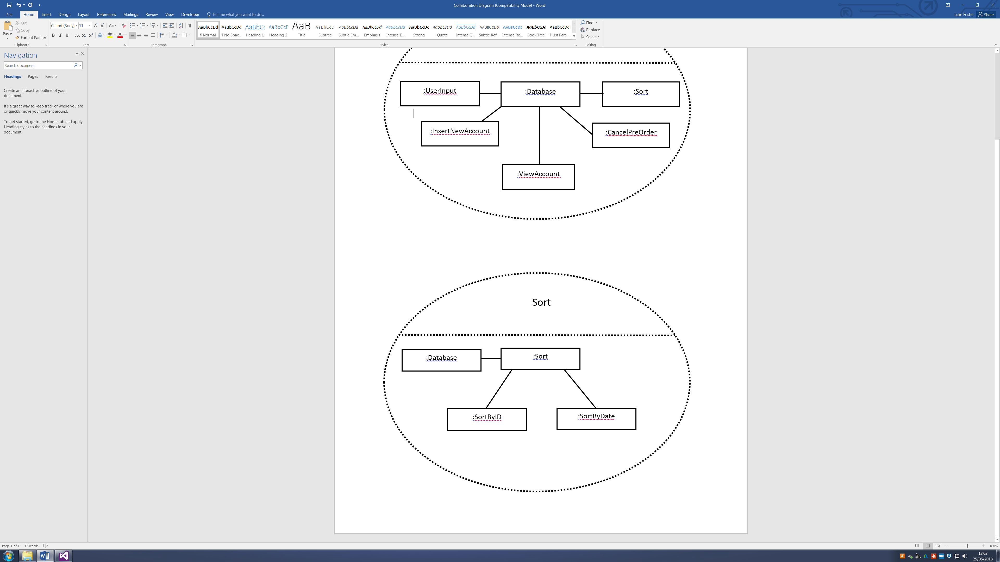 Collaboration Diagram [Compatibility Mode] - Word
File Home Insert Design Layout References Mailings Review View Developer Tell me what you want to do...
Luke Foster Share
Paste
Cut
Copy
Format Painter
Clipboard
Calibri (Body) 11
Font
Paragraph
AaBbCcDd AaBbCcDd AaBbCc AaBbCcE AaB AaBbCcD AaBbCcDd AaBbCcDd AaBbCcDd AaBbCcDc AaBbCcDd AaBbCcDd AaBbCcDd AaBbCcDd AaBbCcDd AaBbCcDd
¶ Normal ¶ No Spac... Heading 1 Heading 2 Title Subtitle Subtle Em... Emphasis Intense E... Strong Quote Intense Q... Subtle Ref... Intense Re... Book Title ¶ List Para...
Styles
Find
Replace
Select
Editing
Navigation
Search document
Headings Pages Results
Create an interactive outline of your
document.
It's a great way to keep track of where you are
or quickly move your content around.
To get started, go to the Home tab and apply
Heading styles to the headings in your
document.
:UserInput :Database :Sort
:InsertNewAccount :CancelPreOrder
:ViewAccount
Sort
:Database :Sort
:SortByID :SortByDate
Page 1 of 1 12 words
160%
12:02
25/05/2018